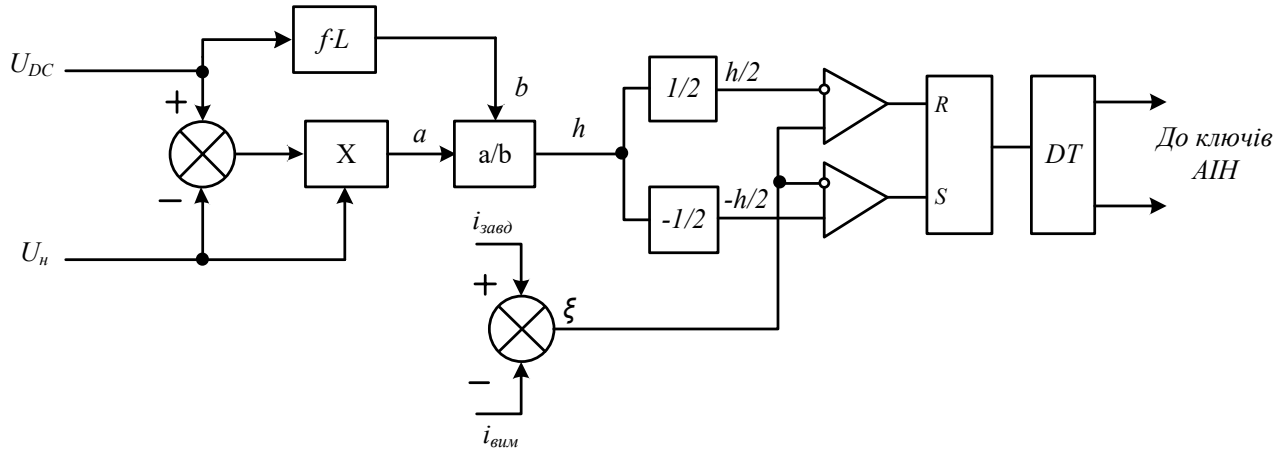 f·L
U_DC
b
1/2
h/2
+
a
h
R
X
a/b
DT
До ключів
АІН
−
-1/2
-h/2
S
i_завд
U_н
+
ξ
−
i_вим